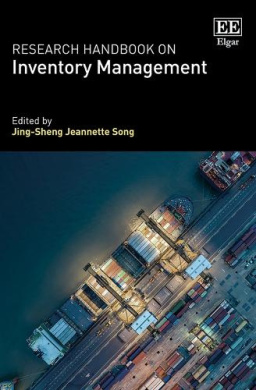 EE
Elgar
RESEARCH HANDBOOK ON
Inventory Management
Edited by
Jing-Sheng Jeannette Song